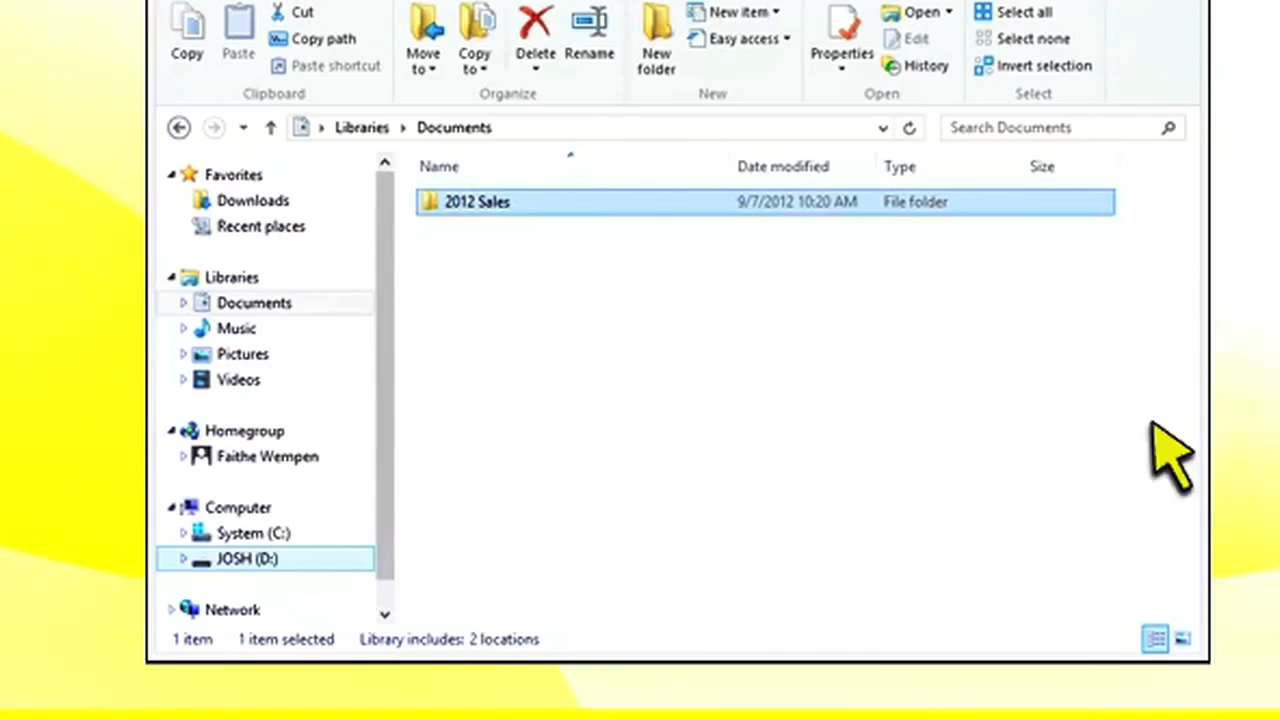 Copy
Paste
Cut
Copy path
Paste shortcut
Move to
Copy to
Delete
Rename
New folder
New item
Easy access
Properties
Open
Edit
History
Select all
Select none
Invert selection
Clipboard
Organize
New
Open
Select
Libraries Documents
Search Documents
Name Date modified Type Size
2012 Sales 9/7/2012 10:20 AM File folder
Favorites
Downloads
Recent places
Libraries
Documents
Music
Pictures
Videos
Homegroup
Faithe Wempen
Computer
System (C:)
JOSH (D:)
Network
1 item 1 item selected Library includes: 2 locations